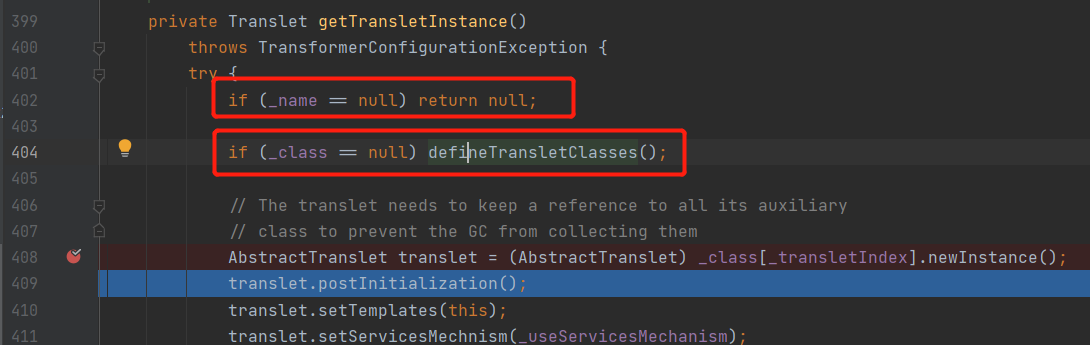 399 private Translet getTransletInstance()
400 throws TransformerConfigurationException {
401 try {
402 if (_name == null) return null;
403
404 if (_class == null) defineTransletClasses();
405
406 // The translet needs to keep a reference to all its auxiliary
407 // class to prevent the GC from collecting them
408 AbstractTranslet translet = (AbstractTranslet) _class[_transletIndex].newInstance();
409 translet.postInitialization();
410 translet.setTemplates(this);
411 translet.setServicesMechnism(_useServicesMechanism);